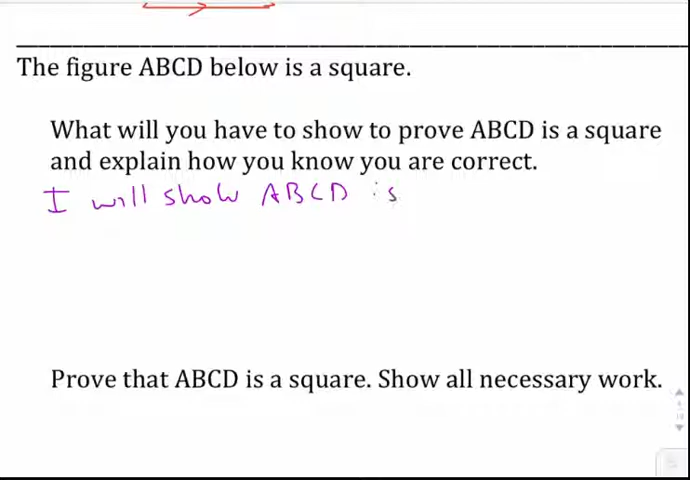 The figure ABCD below is a square.
What will you have to show to prove ABCD is a square
and explain how you know you are correct.
I will show ABCD is
Prove that ABCD is a square. Show all necessary work.